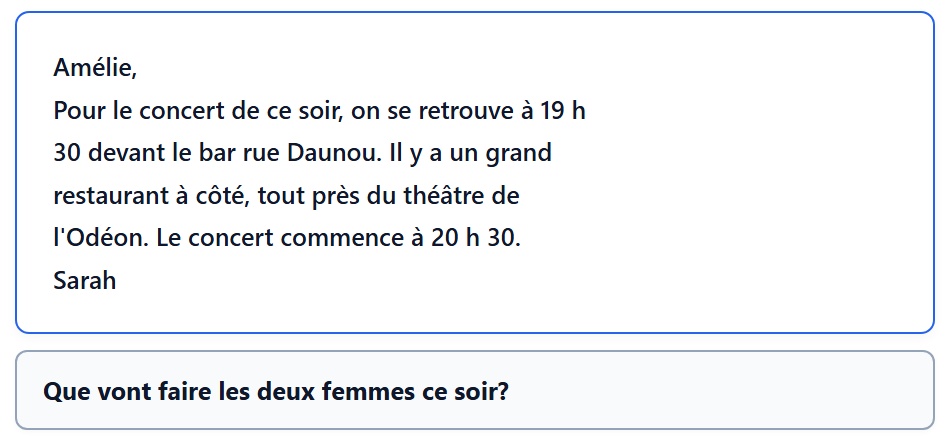 Amélie,
Pour le concert de ce soir, on se retrouve à 19 h
30 devant le bar rue Daunou. Il y a un grand
restaurant à côté, tout près du théâtre de
l'Odéon. Le concert commence à 20 h 30.
Sarah
Que vont faire les deux femmes ce soir?